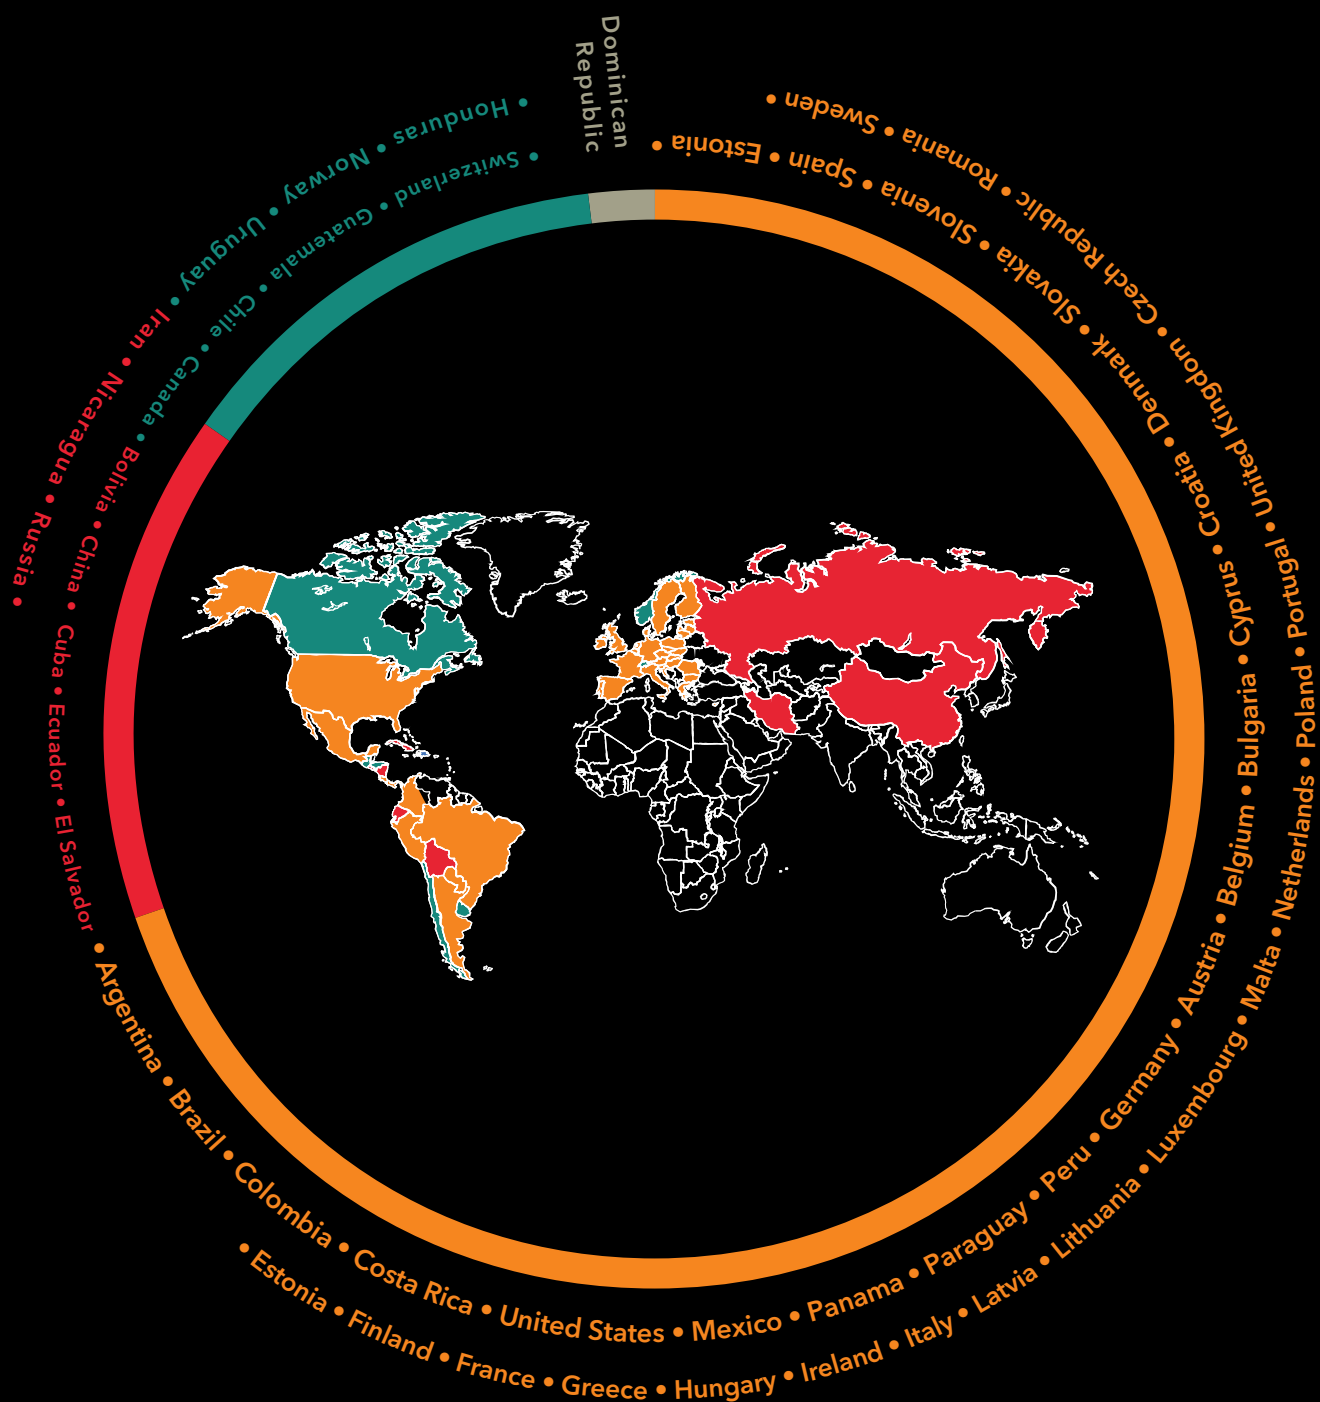 Dominican
Republic
• Argentina • Brazil • Colombia • Costa Rica • United States • Mexico • Panama • Paraguay • Peru • Germany • Austria • Belgium • Bulgaria • Cyprus • Croatia • Denmark • Slovakia • Slovenia • Spain • Estonia •
• Estonia • Finland • France • Greece • Hungary • Ireland • Italy • Latvia • Lithuania • Luxembourg • Malta • Netherlands • Poland • Portugal • United Kingdom • Czech Republic • Romania • Sweden •
Bolivia • China • Cuba • Ecuador • El Salvador
Iran • Nicaragua • Russia •
• Switzerland • Guatemala • Chile • Canada •
• Honduras • Norway • Uruguay •